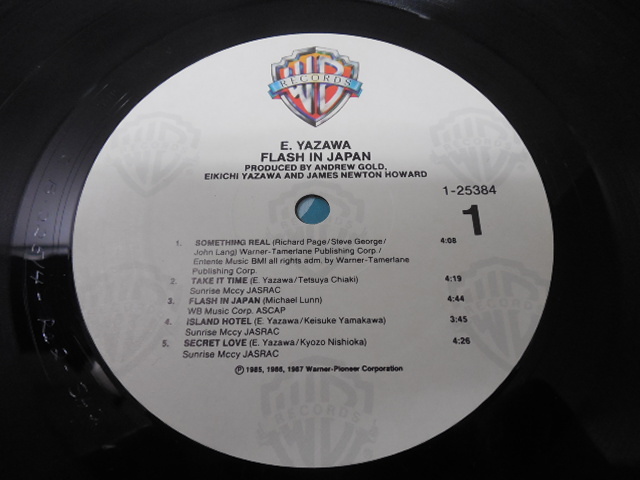 WB
RECORDS
E. YAZAWA
FLASH IN JAPAN
PRODUCED BY ANDREW GOLD,
EIKICHI YAZAWA AND JAMES NEWTON HOWARD
1-25384
1
1. SOMETHING REAL (Richard Page/Steve George/ 4:08
John Lang) Warner-Tamerlane Publishing Corp./
Entente Music BMI all rights adm. by Warner-Tamerlane
Publishing Corp.
2. TAKE IT TIME (E. Yazawa/Tetsuya Chiaki) 4:19
Sunrise Mccy JASRAC
3. FLASH IN JAPAN (Michael Lunn) 4:44
WB Music Corp. ASCAP
4. ISLAND HOTEL (E. Yazawa/Keisuke Yamakawa) 3:45
Sunrise Mccy JASRAC
5. SECRET LOVE (E. Yazawa/Kyozo Nishioka) 4:26
Sunrise Mccy JASRAC
Ⓟ 1985, 1986, 1987 Warner-Pioneer Corporation